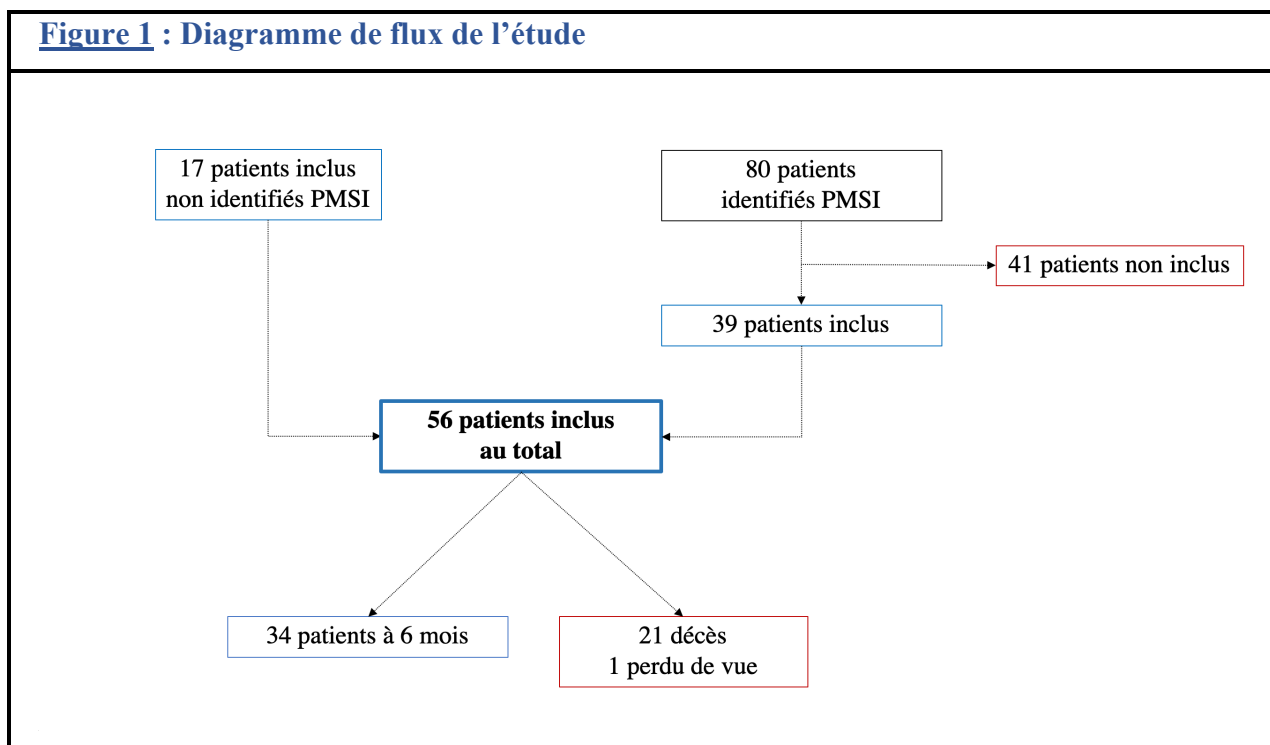 Figure 1 : Diagramme de flux de l’étude
17 patients inclus
non identifiés PMSI
80 patients
identifiés PMSI
41 patients non inclus
39 patients inclus
56 patients inclus
au total
34 patients à 6 mois
21 décès
1 perdu de vue